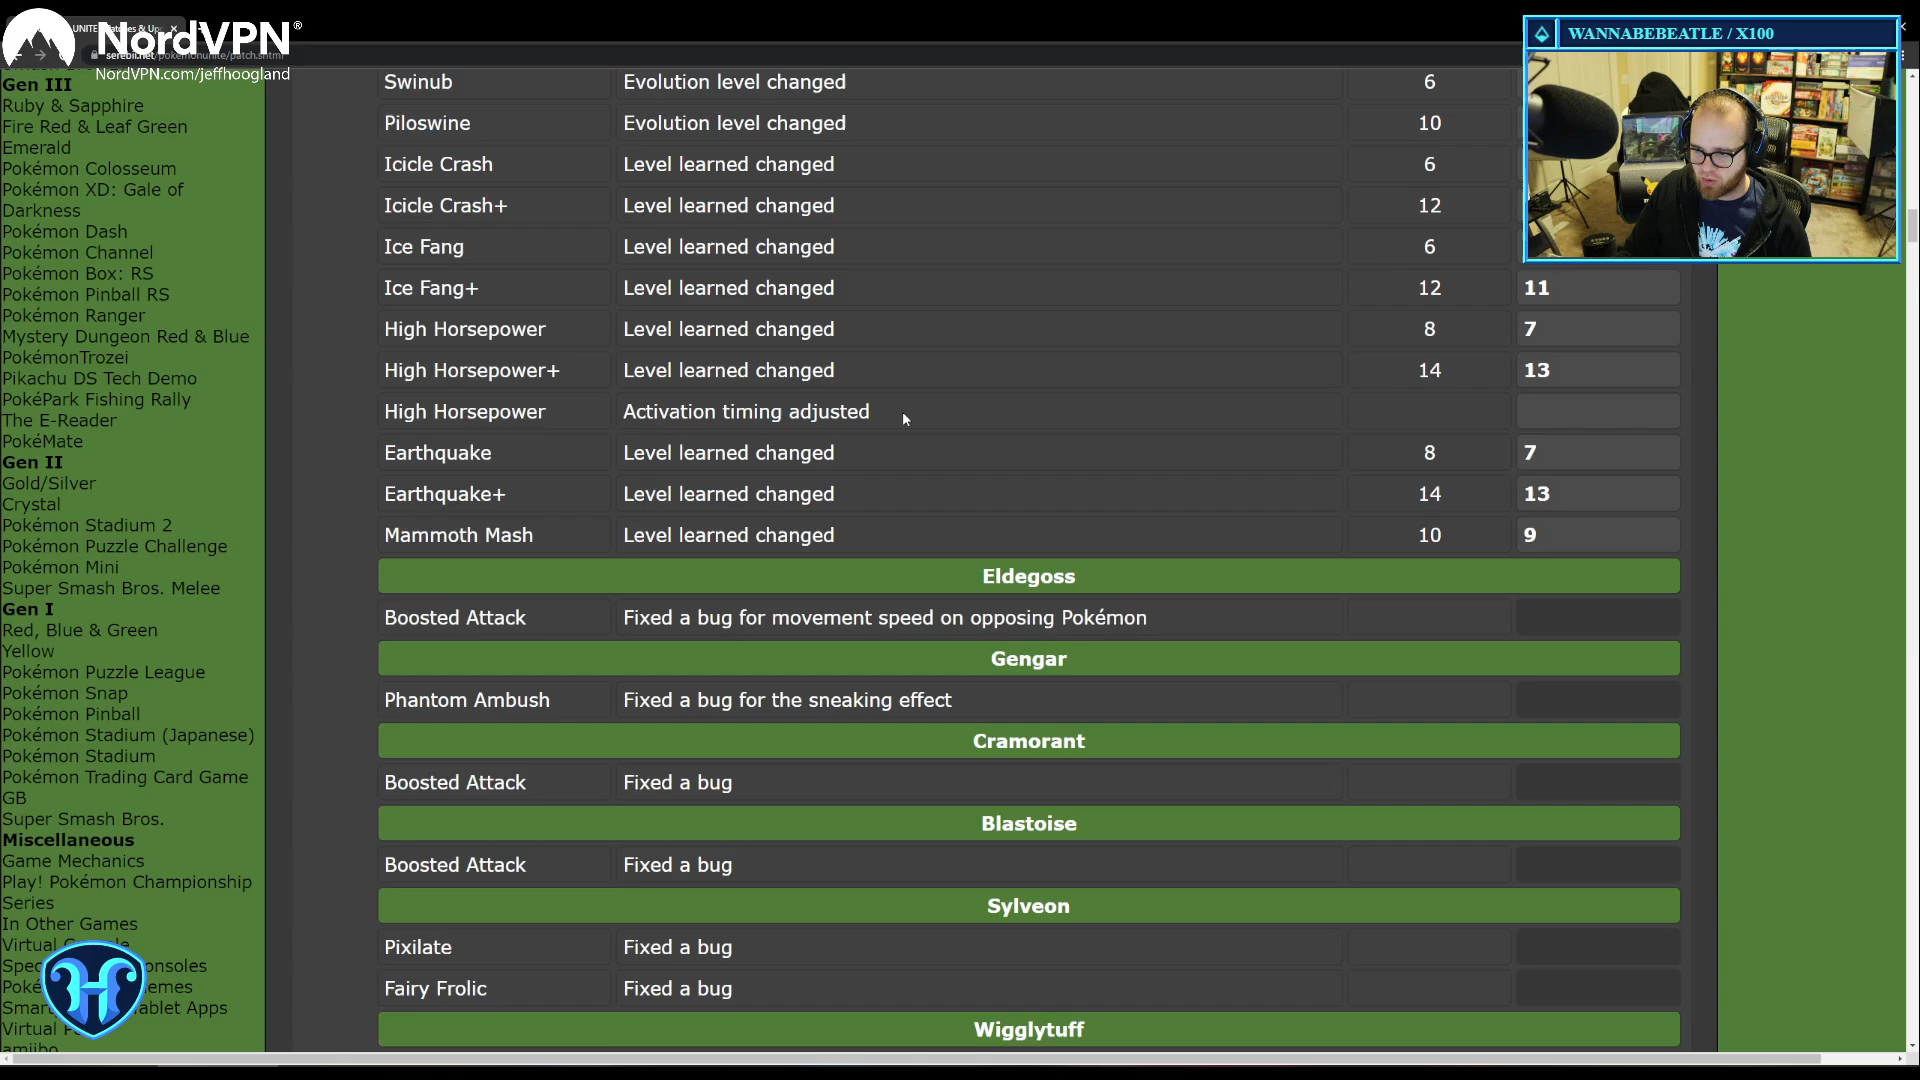 NordVPN®
NordVPN.com/jeffhoogland
serebii.net/pokemonunite/patch.shtml
WANNABEBEATLE / X100
Gen III
Ruby & Sapphire
Fire Red & Leaf Green
Emerald
Pokémon Colosseum
Pokémon XD: Gale of
Darkness
Pokémon Dash
Pokémon Channel
Pokémon Box: RS
Pokémon Pinball RS
Pokémon Ranger
Mystery Dungeon Red & Blue
PokémonTrozei
Pikachu DS Tech Demo
PokéPark Fishing Rally
The E-Reader
PokéMate
Gen II
Gold/Silver
Crystal
Pokémon Stadium 2
Pokémon Puzzle Challenge
Pokémon Mini
Super Smash Bros. Melee
Gen I
Red, Blue & Green
Yellow
Pokémon Puzzle League
Pokémon Snap
Pokémon Pinball
Pokémon Stadium (Japanese)
Pokémon Stadium
Pokémon Trading Card Game
GB
Super Smash Bros.
Miscellaneous
Game Mechanics
Play! Pokémon Championship
Series
In Other Games
Virtual
onsoles
Tablet Apps
Virtual
amiibo
Swinub Evolution level changed 6
Piloswine Evolution level changed 10
Icicle Crash Level learned changed 6
Icicle Crash+ Level learned changed 12
Ice Fang Level learned changed 6
Ice Fang+ Level learned changed 12 11
High Horsepower Level learned changed 8 7
High Horsepower+ Level learned changed 14 13
High Horsepower Activation timing adjusted
Earthquake Level learned changed 8 7
Earthquake+ Level learned changed 14 13
Mammoth Mash Level learned changed 10 9
Eldegoss
Boosted Attack Fixed a bug for movement speed on opposing Pokémon
Gengar
Phantom Ambush Fixed a bug for the sneaking effect
Cramorant
Boosted Attack Fixed a bug
Blastoise
Boosted Attack Fixed a bug
Sylveon
Pixilate Fixed a bug
Fairy Frolic Fixed a bug
Wigglytuff